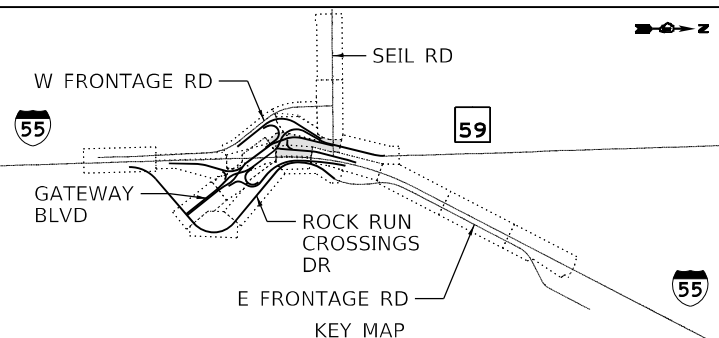 SEIL RD
Z
W FRONTAGE RD
55
59
GATEWAY
BLVD
ROCK RUN
CROSSINGS
DR
E FRONTAGE RD
55
KEY MAP